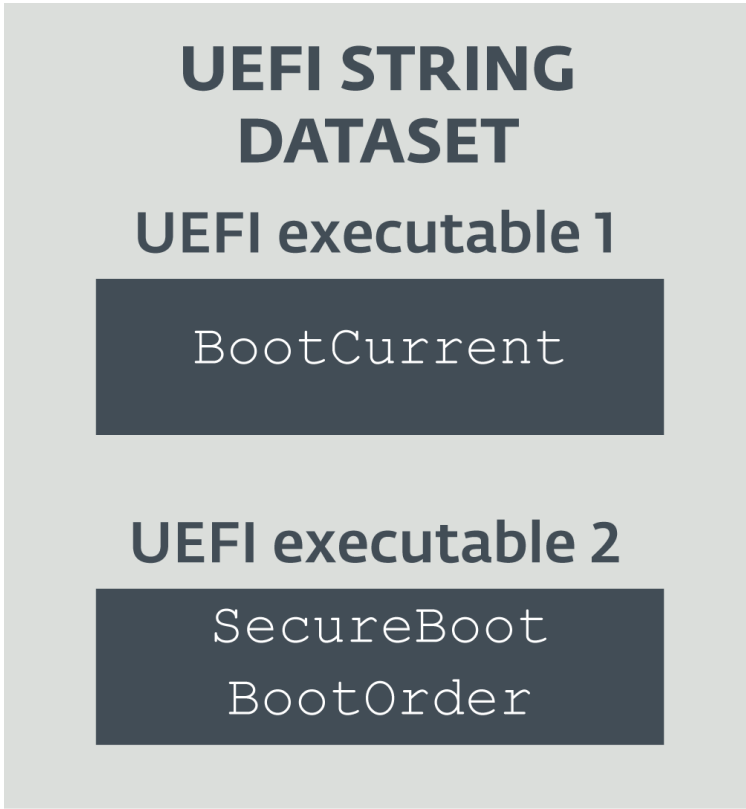 UEFI STRING
DATASET
UEFI executable 1
BootCurrent
UEFI executable 2
SecureBoot
BootOrder